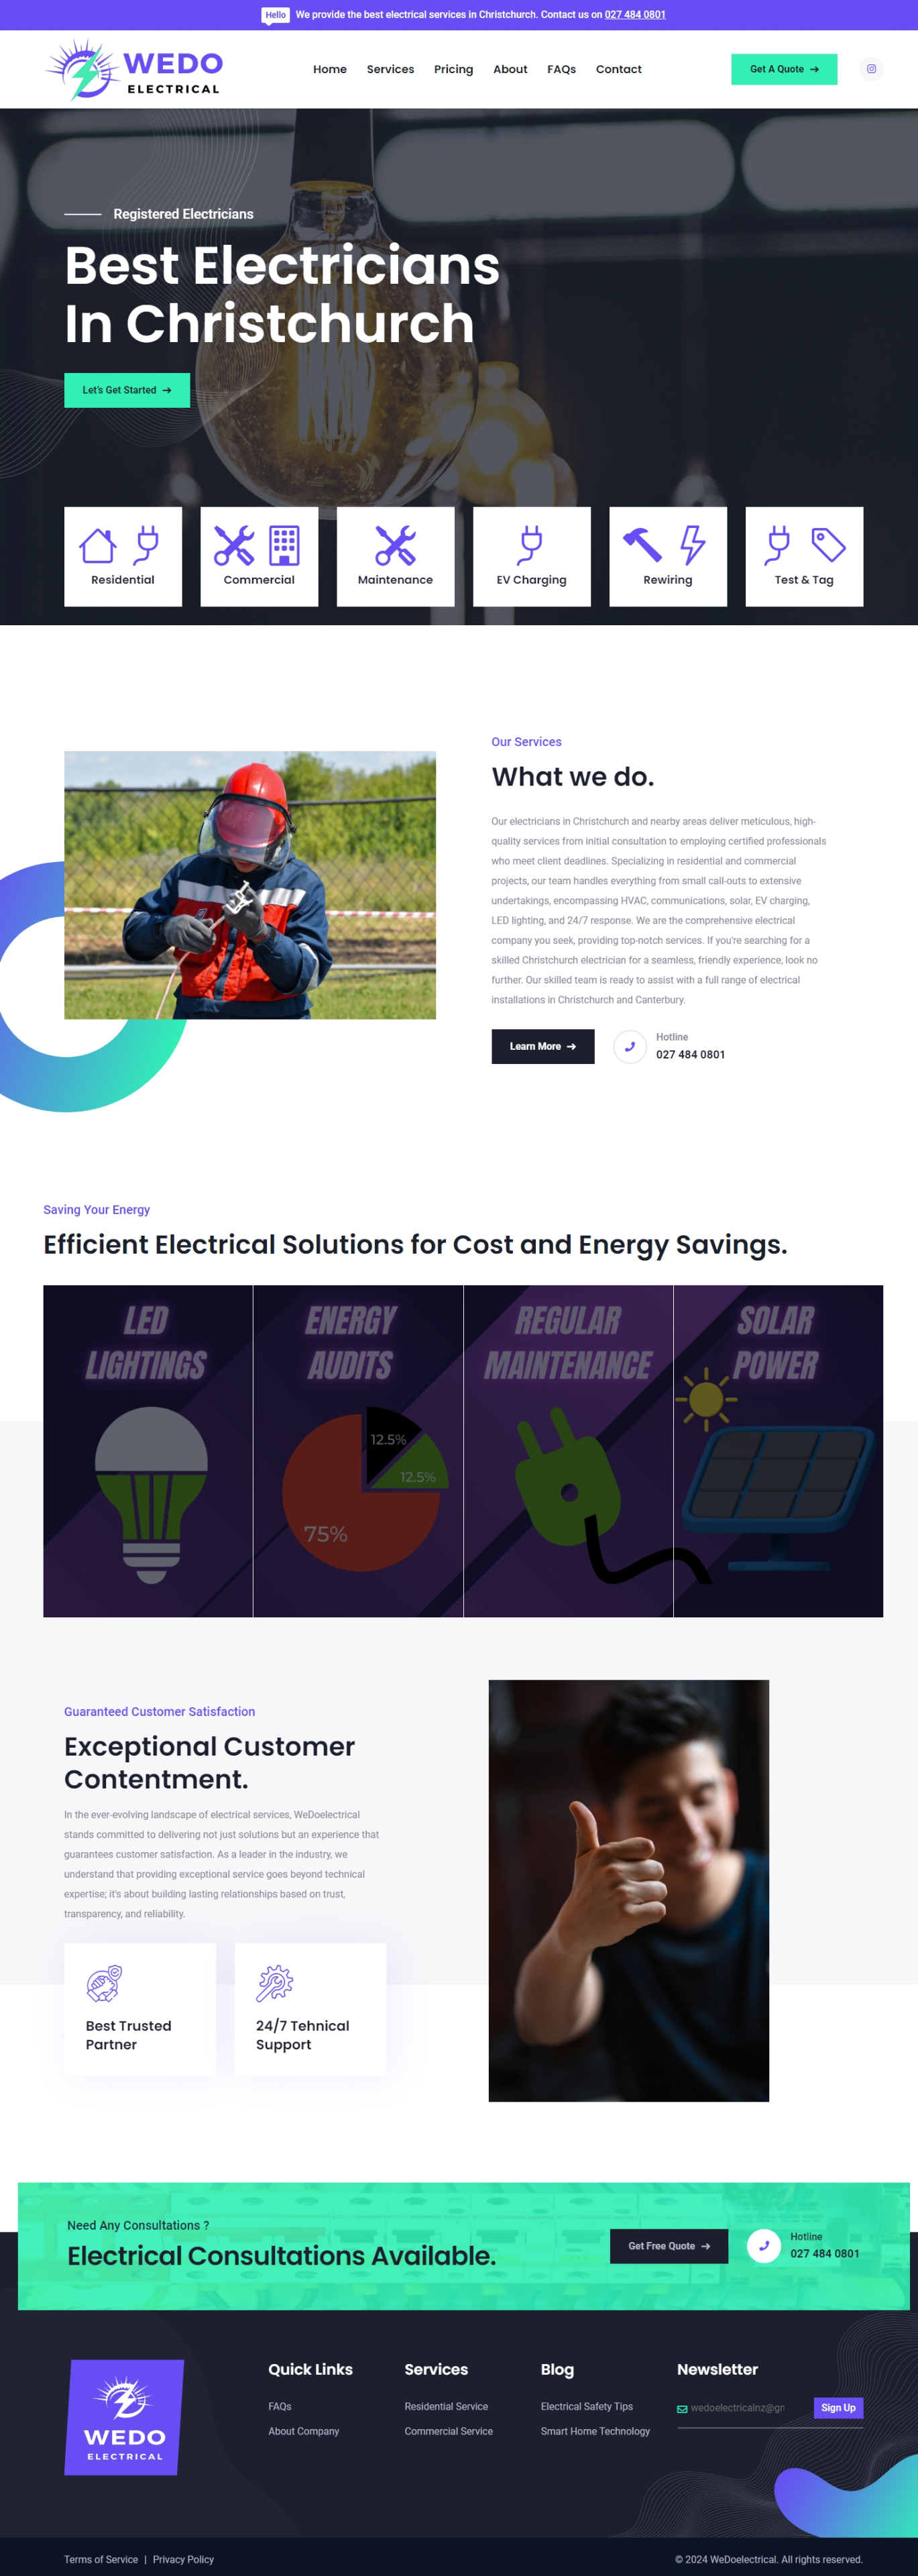 Hello We provide the best electrical services in Christchurch. Contact us on 027 484 0801
WEDO
ELECTRICAL
Home Services Pricing About FAQs Contact
Get A Quote
Registered Electricians
Best Electricians
In Christchurch
Let's Get Started
Residential
Commercial
Maintenance
EV Charging
Rewiring
Test & Tag
Our Services
What we do.
Our electricians in Christchurch and nearby areas deliver meticulous, high-
quality services from initial consultation to employing certified professionals
who meet client deadlines. Specializing in residential and commercial
projects, our team handles everything from small call-outs to extensive
undertakings, encompassing HVAC, communications, solar, EV charging,
LED lighting, and 24/7 response. We are the comprehensive electrical
company you seek, providing top-notch services. If you're searching for a
skilled Christchurch electrician for a seamless, friendly experience, look no
further. Our skilled team is ready to assist with a full range of electrical
installations in Christchurch and Canterbury.
Learn More
Hotline
027 484 0801
Saving Your Energy
Efficient Electrical Solutions for Cost and Energy Savings.
LED
LIGHTINGS
ENERGY
AUDITS
12.5%
12.5%
75%
REGULAR
MAINTENANCE
SOLAR
POWER
Guaranteed Customer Satisfaction
Exceptional Customer
Contentment.
In the ever-evolving landscape of electrical services, WeDoelectrical
stands committed to delivering not just solutions but an experience that
guarantees customer satisfaction. As a leader in the industry, we
understand that providing exceptional service goes beyond technical
expertise; it's about building lasting relationships based on trust,
transparency, and reliability.
Best Trusted
Partner
24/7 Tehnical
Support
Need Any Consultations ?
Electrical Consultations Available.
Get Free Quote
Hotline
027 484 0801
WEDO
ELECTRICAL
Quick Links
FAQs
About Company
Services
Residential Service
Commercial Service
Blog
Electrical Safety Tips
Smart Home Technology
Newsletter
wedoelectricalnz@gr
Sign Up
Terms of Service | Privacy Policy
© 2024 WeDoelectrical. All rights reserved.